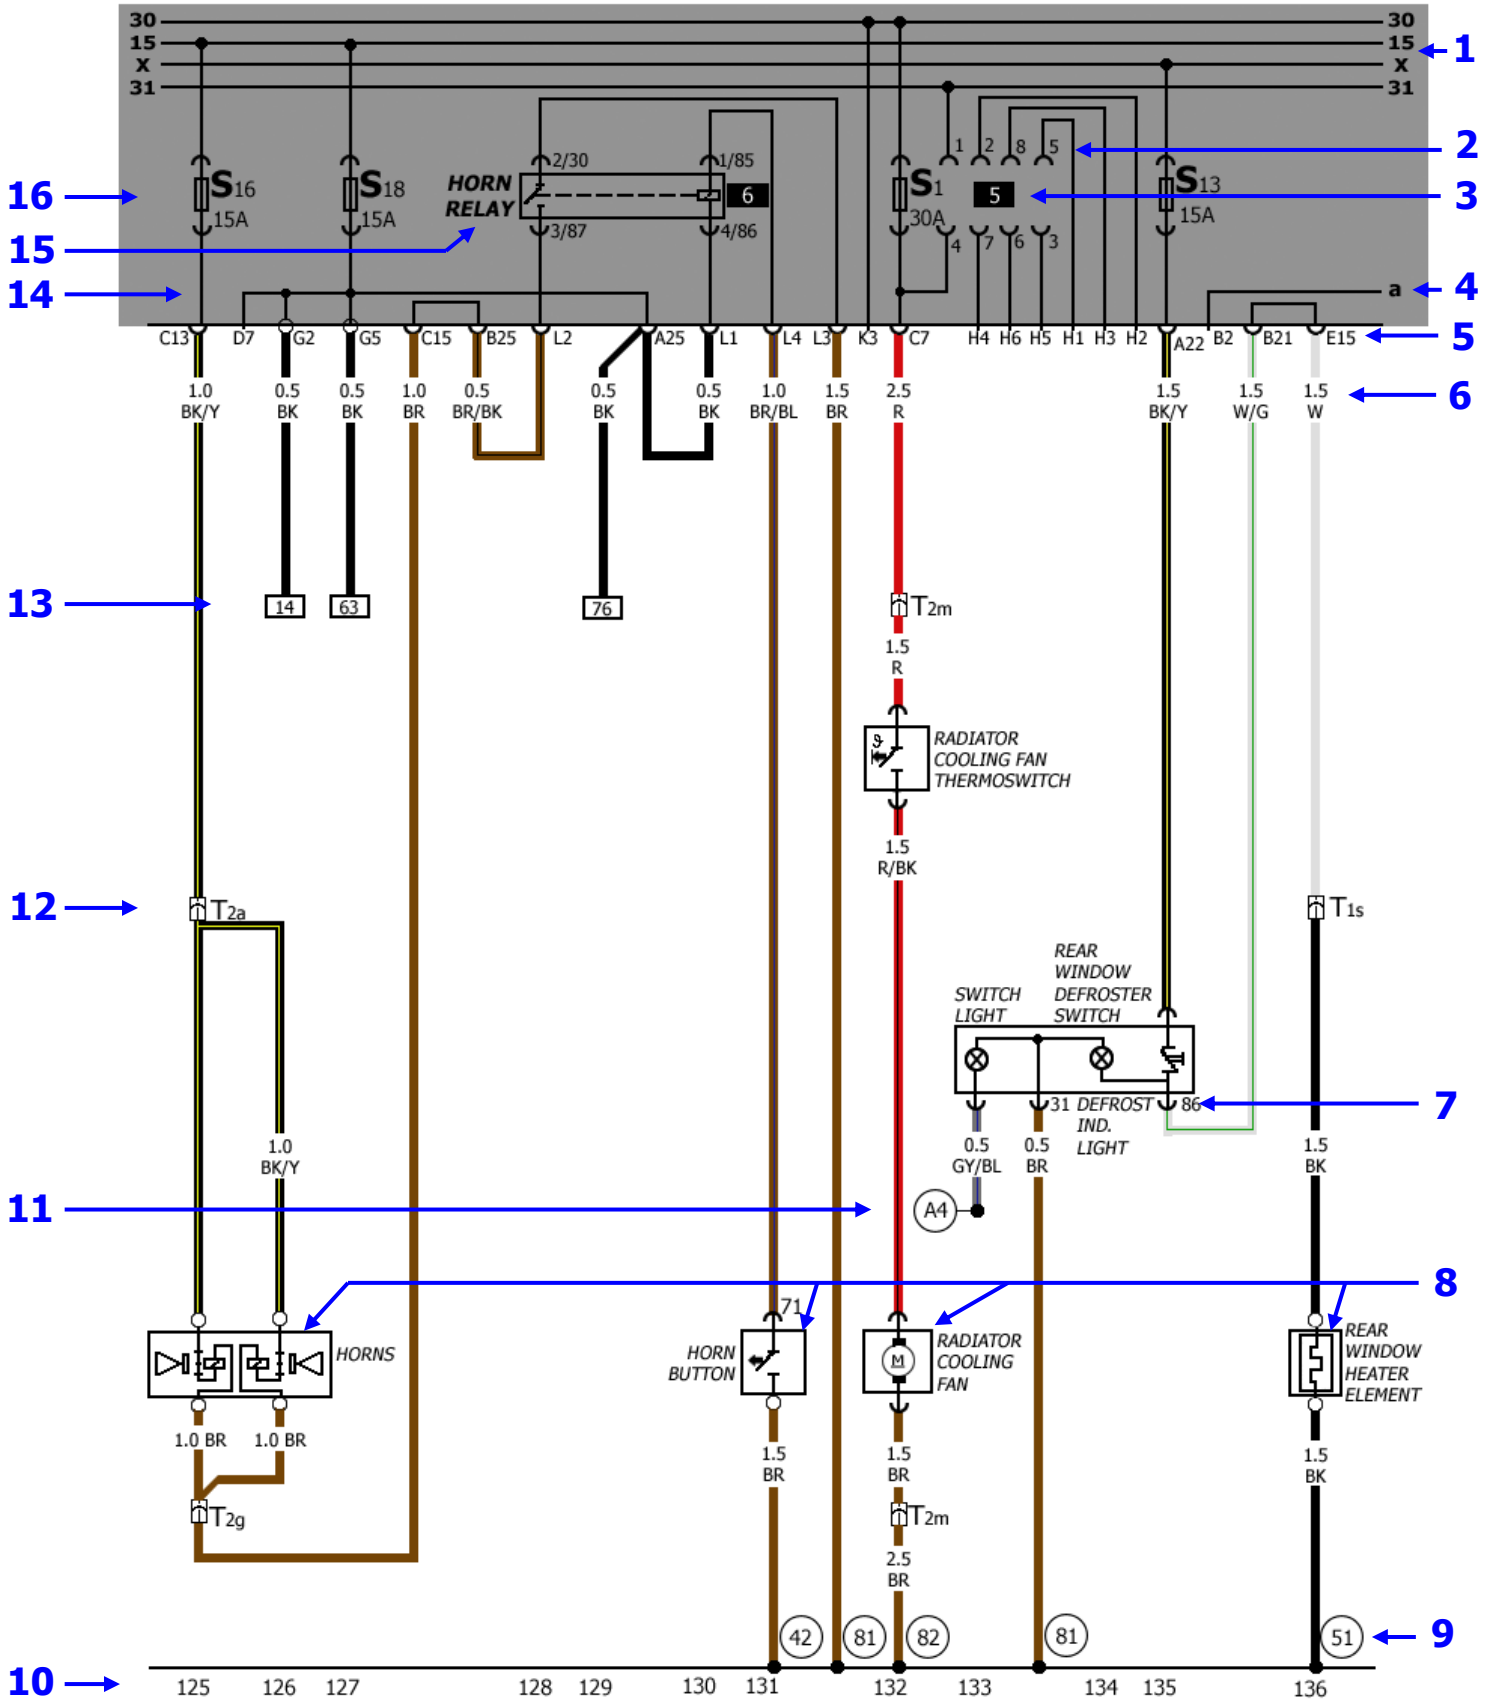 30 30
15 15 1
X X
31 31
1 2 8 5 2
2/30 1/85
16 S16 S18 HORN 6 S1 5 S13 3
15A 15A RELAY 30A 15A
3/87 4/86 4 7 6 3
15
14 a 4
C13 D7 G2 G5 C15 B25 L2 A25 L1 L4 L3 K3 C7 H4 H6 H5 H1 H3 H2 A22 B2 B21 E15 5
1.0 0.5 0.5 1.0 0.5 0.5 0.5 1.0 1.5 2.5 1.5 1.5 1.5 6
BK/Y BK BK BR BR/BK BK BK BR/BL BR R BK/Y W/G W
13 14 63 76 T2m
1.5
R
ϑ RADIATOR
COOLING FAN
THERMOSWITCH
1.5
R/BK
12 T2a T1s
REAR
WINDOW
SWITCH DEFROSTER
LIGHT SWITCH
31 DEFROST 86 7
IND.
LIGHT
1.0 0.5 0.5 1.5
BK/Y GY/BL BR BK
11 A4
8
71
HORNS HORN BUTTON M RADIATOR COOLING FAN REAR WINDOW HEATER ELEMENT
1.0 BR 1.0 BR 1.5 1.5 1.5
BR BR BK
T2g T2m
2.5
BR
42 81 82 81 51 9
10 125 126 127 128 129 130 131 132 133 134 135 136